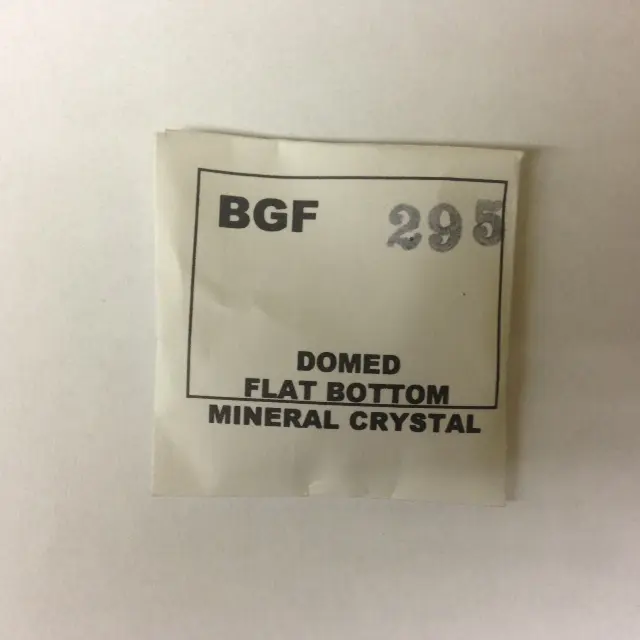 BGF 295
DOMED
FLAT BOTTOM
MINERAL CRYSTAL